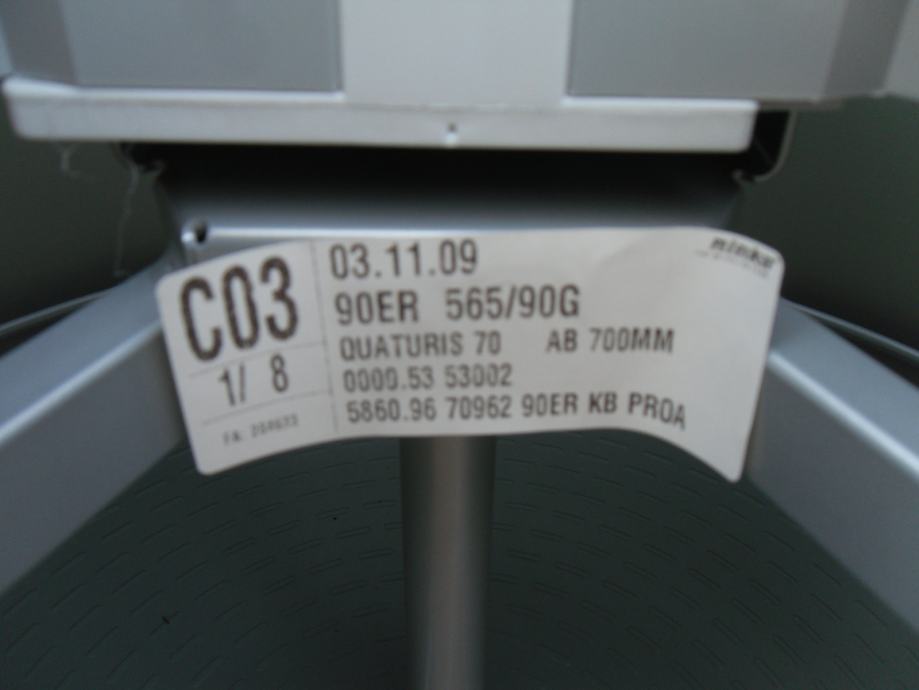 C03
1/ 8
03.11.09
90ER 565/90G
QUATURIS 70 AB 700MM
0000.53 53002
5860.96 70962 90ER KB PROA
ninka